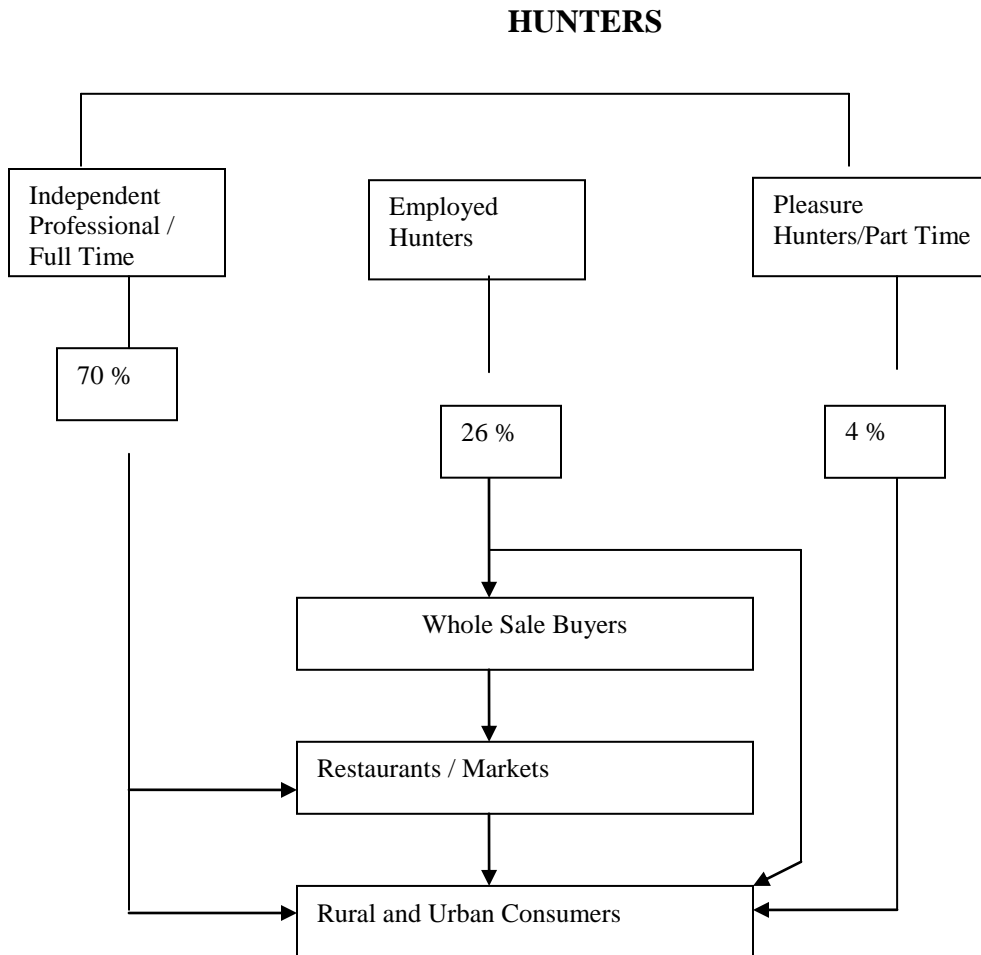 HUNTERS
Independent
Professional /
Full Time
Employed
Hunters
Pleasure
Hunters/Part Time
70 %
26 %
4 %
Whole Sale Buyers
Restaurants / Markets
Rural and Urban Consumers